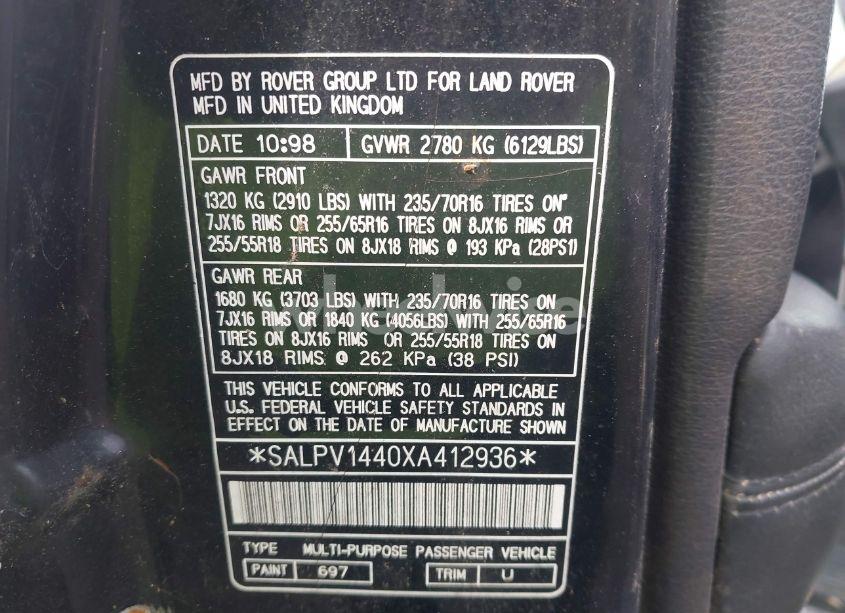 MFD BY ROVER GROUP LTD FOR LAND ROVER
MFD IN UNITED KINGDOM
DATE 10:98 GVWR 2780 KG (6129LBS)
GAWR FRONT
1320 KG (2910 LBS) WITH 235/70R16 TIRES ON
7JX16 RIMS OR 255/65R16 TIRES ON 8JX16 RIMS OR
255/55R18 TIRES ON 8JX18 RIMS @ 193 KPa (28PSI)
GAWR REAR
1680 KG (3703 LBS) WITH 235/70R16 TIRES ON
7JX16 RIMS OR 1840 KG (4056LBS) WITH 255/65R16
TIRES ON 8JX16 RIMS OR 255/55R18 TIRES ON
8JX18 RIMS @ 262 KPa (38 PSI)
THIS VEHICLE CONFORMS TO ALL APPLICABLE
U.S. FEDERAL VEHICLE SAFETY STANDARDS IN
EFFECT ON THE DATE OF MANUFACTURE SHOWN
*SALPV1440XA412936*
TYPE MULTI-PURPOSE PASSENGER VEHICLE
PAINT 697 TRIM U